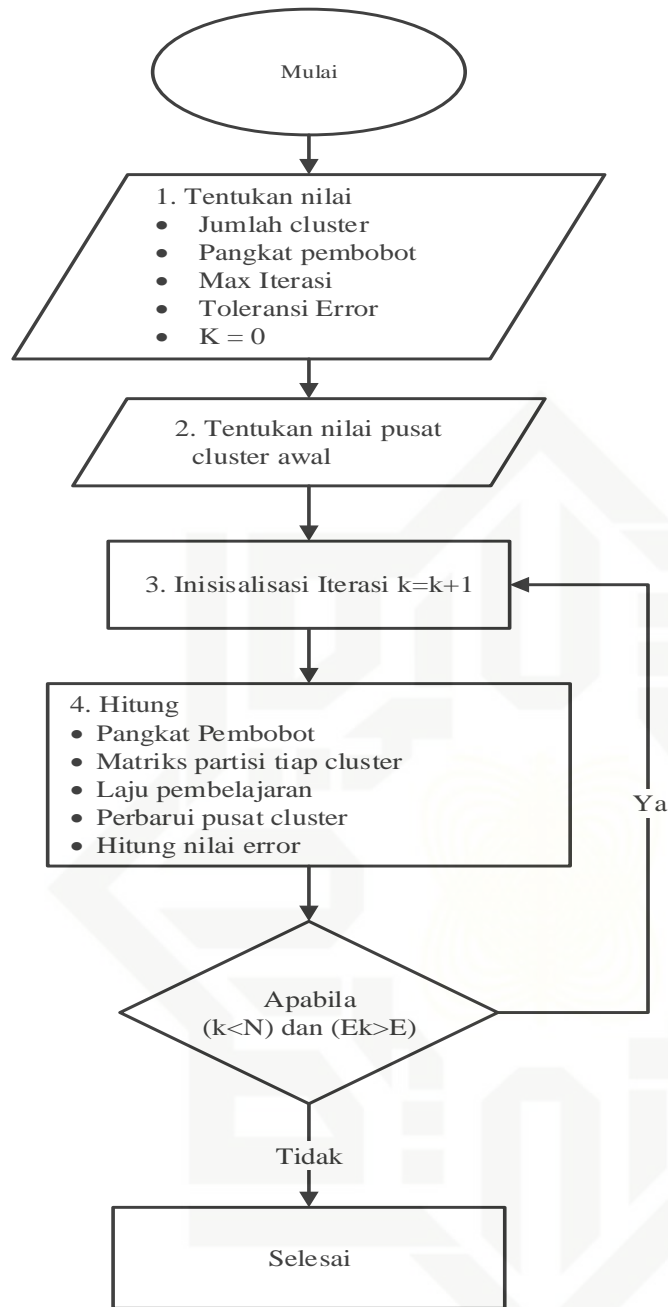 Mulai
1. Tentukan nilai
• Jumlah cluster
• Pangkat pembobot
• Max Iterasi
• Toleransi Error
• K = 0
2. Tentukan nilai pusat
cluster awal
3. Inisisalisasi Iterasi k=k+1
4. Hitung
• Pangkat Pembobot
• Matriks partisi tiap cluster
• Laju pembelajaran
• Perbarui pusat cluster
• Hitung nilai error
Ya
Apabila
(k<N) dan (Ek>E)
Tidak
Selesai